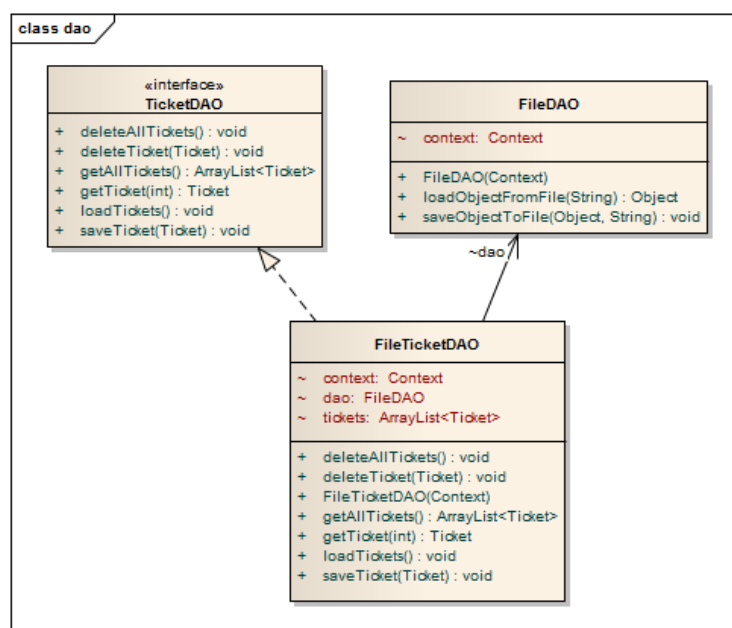 class dao
«interface»
TicketDAO
+ deleteAllTickets() : void
+ deleteTicket(Ticket) : void
+ getAllTickets() : ArrayList<Ticket>
+ getTicket(int) : Ticket
+ loadTickets() : void
+ saveTicket(Ticket) : void
FileDAO
~ context: Context
+ FileDAO(Context)
+ loadObjectFromFile(String) : Object
+ saveObjectToFile(Object, String) : void
~dao
FileTicketDAO
~ context: Context
~ dao: FileDAO
~ tickets: ArrayList<Ticket>
+ deleteAllTickets() : void
+ deleteTicket(Ticket) : void
+ FileTicketDAO(Context)
+ getAllTickets() : ArrayList<Ticket>
+ getTicket(int) : Ticket
+ loadTickets() : void
+ saveTicket(Ticket) : void